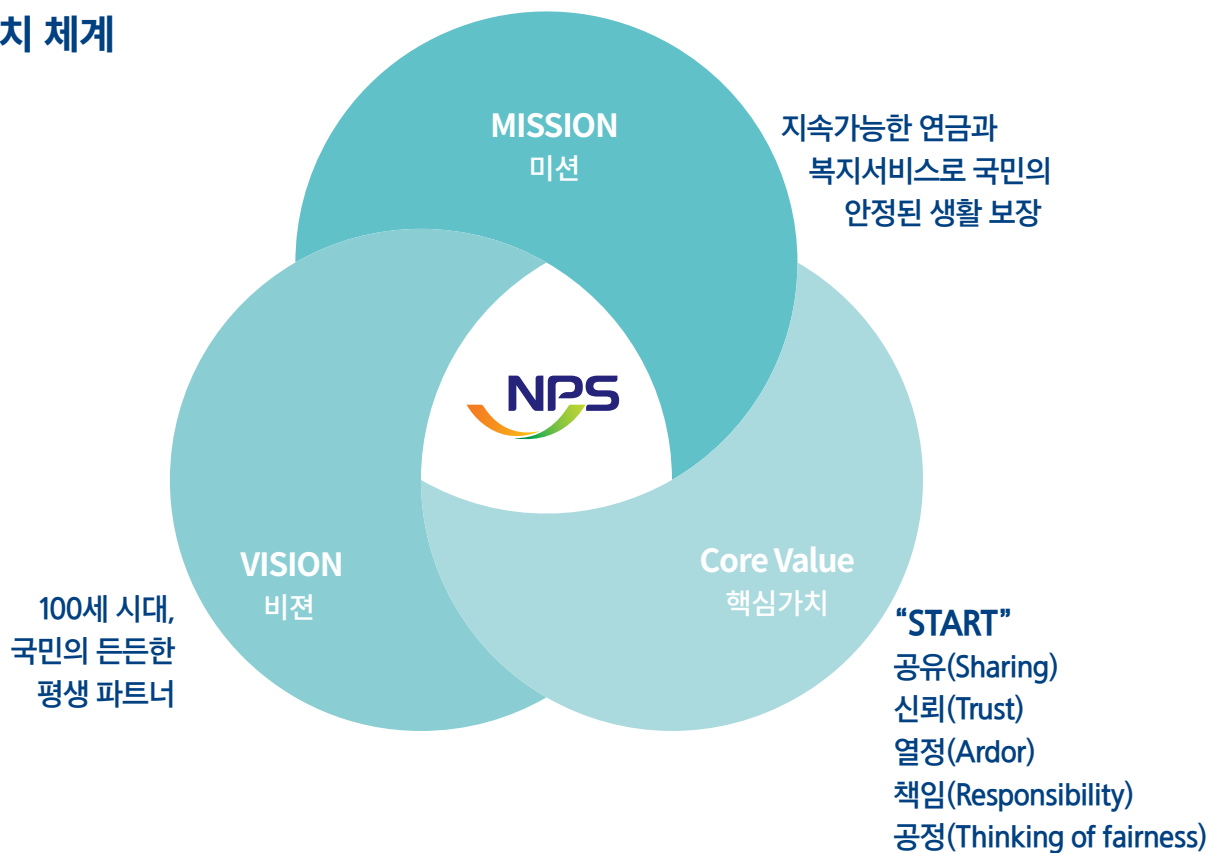 치 체계
MISSION
미션
지속가능한 연금과
복지서비스로 국민의
안정된 생활 보장
NPS
VISION
비젼
100세 시대,
국민의 든든한
평생 파트너
Core Value
핵심가치
“START”
공유(Sharing)
신뢰(Trust)
열정(Ardor)
책임(Responsibility)
공정(Thinking of fairness)